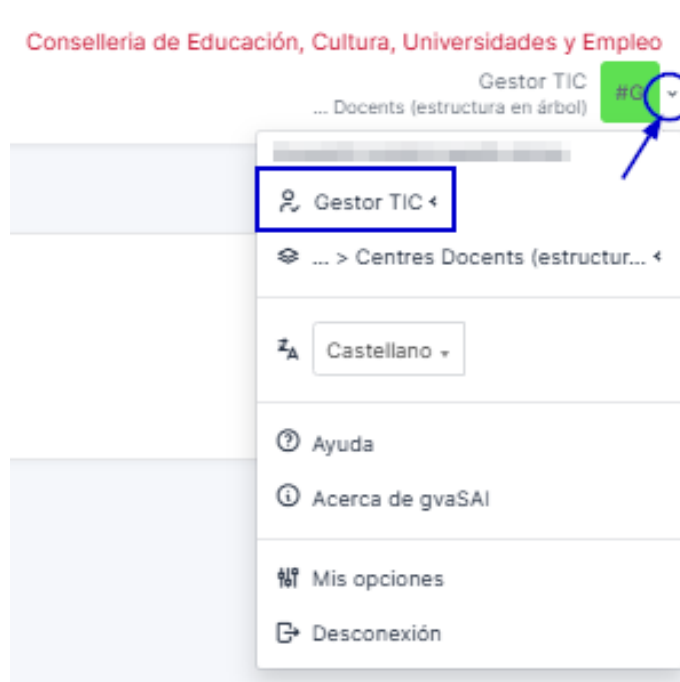 Conselleria de Educación, Cultura, Universidades y Empleo
Gestor TIC
... Docents (estructura en árbol)
#G
Gestor TIC
... > Centres Docents (estructur...
Castellano
Ayuda
Acerca de gvaSAI
Mis opciones
Desconexión